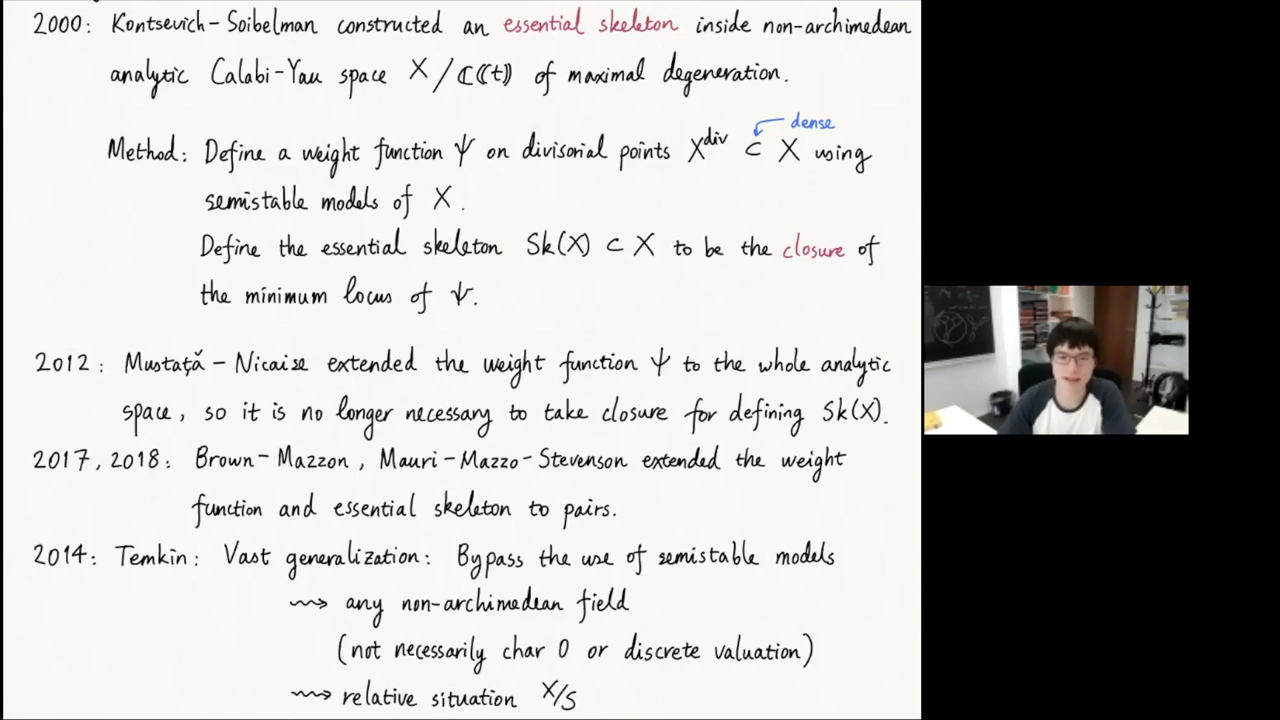 2000: Kontsevich-Soibelman constructed an essential skeleton inside non-archimedean
analytic Calabi-Yau space X/ℂ((t)) of maximal degeneration.
dense
Method: Define a weight function Ψ on divisorial points X^div ⊂ X using
semistable models of X.
Define the essential skeleton Sk(X) ⊂ X to be the closure of
the minimum locus of Ψ.
2012: Mustaţă-Nicaise extended the weight function Ψ to the whole analytic
space, so it is no longer necessary to take closure for defining Sk(X).
2017, 2018: Brown-Mazzon, Mauri-Mazzo-Stevenson extended the weight
function and essential skeleton to pairs.
2014: Temkin: Vast generalization: Bypass the use of semistable models
⇝ any non-archimedean field
(not necessarily char 0 or discrete valuation)
⇝ relative situation X/S